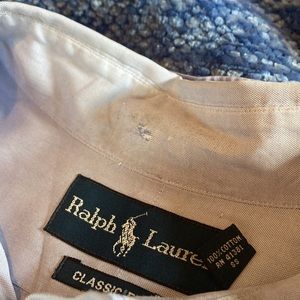 Ralph Laure
100% COTTON
RN 41381
CLASSIC